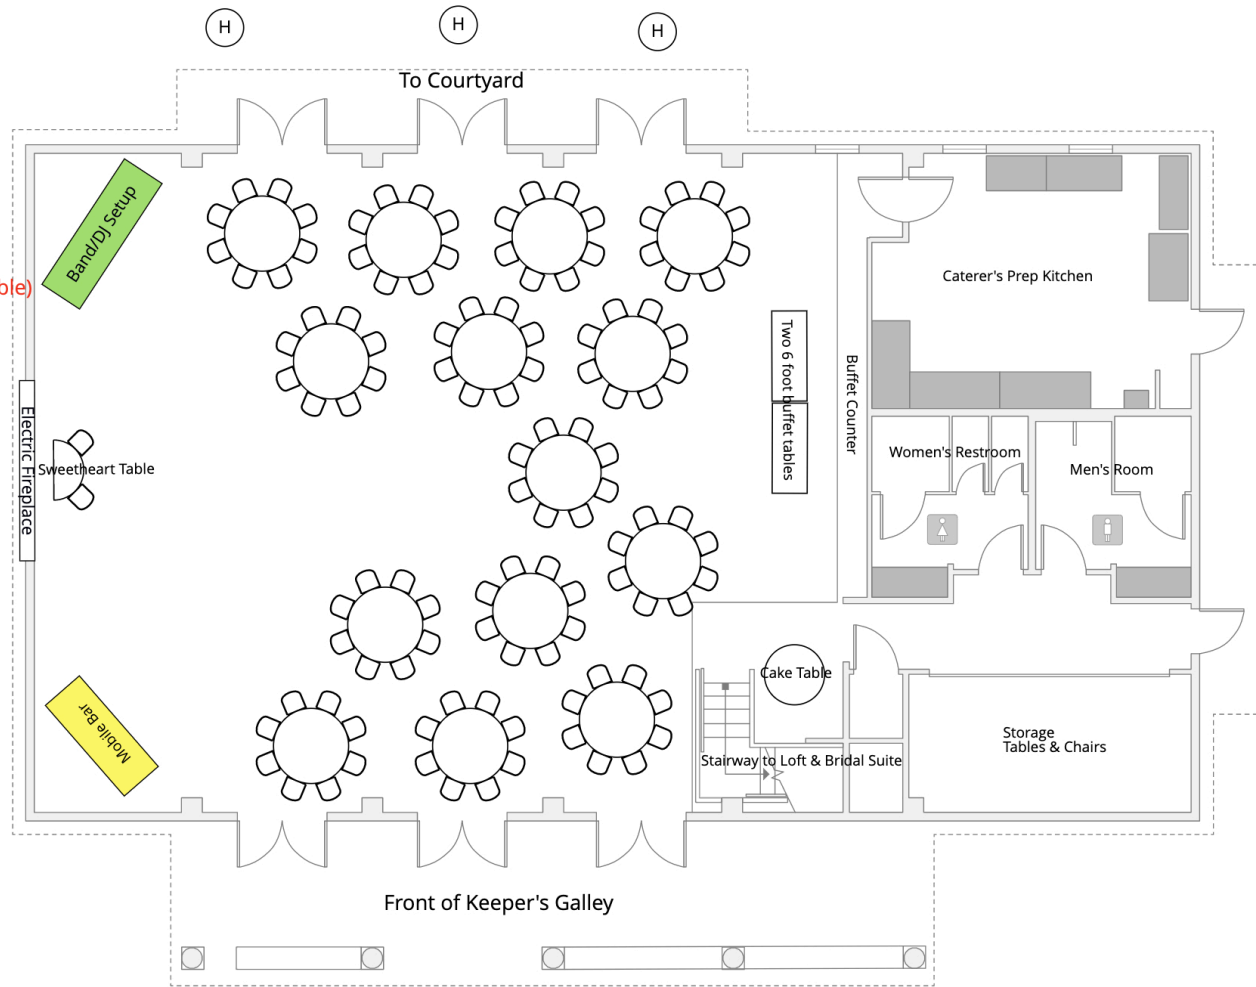 H
H
H
To Courtyard
Band/DJ Setup
ble)
Caterer's Prep Kitchen
Two 6 foot buffet tables
Buffet Counter
Electric Fireplace
Sweetheart Table
Women's Restroom
Men's Room
Cake Table
Mobile Bar
Storage
Tables & Chairs
Stairway to Loft & Bridal Suite
Front of Keeper's Galley